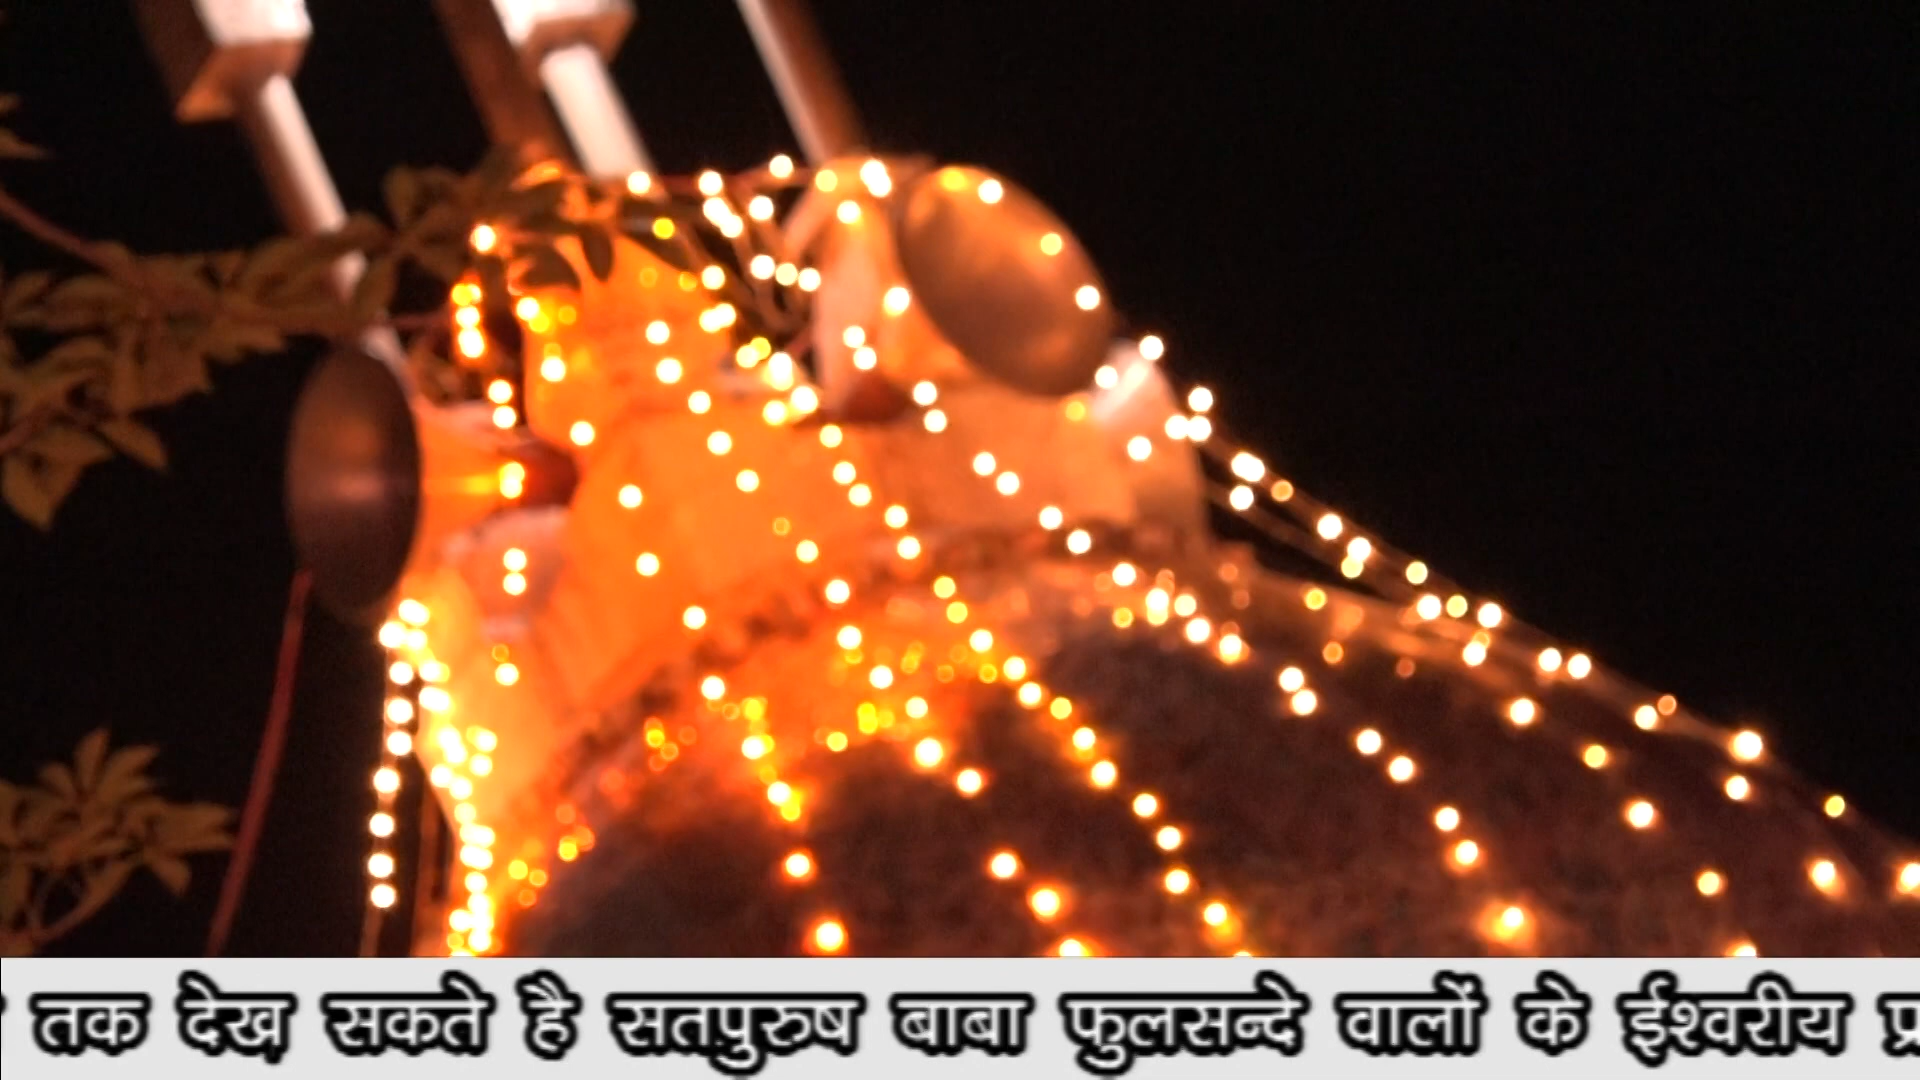 तक देख सकते है सतपुरुष बाबा फुलसन्दे वालों के ईश्वरीय